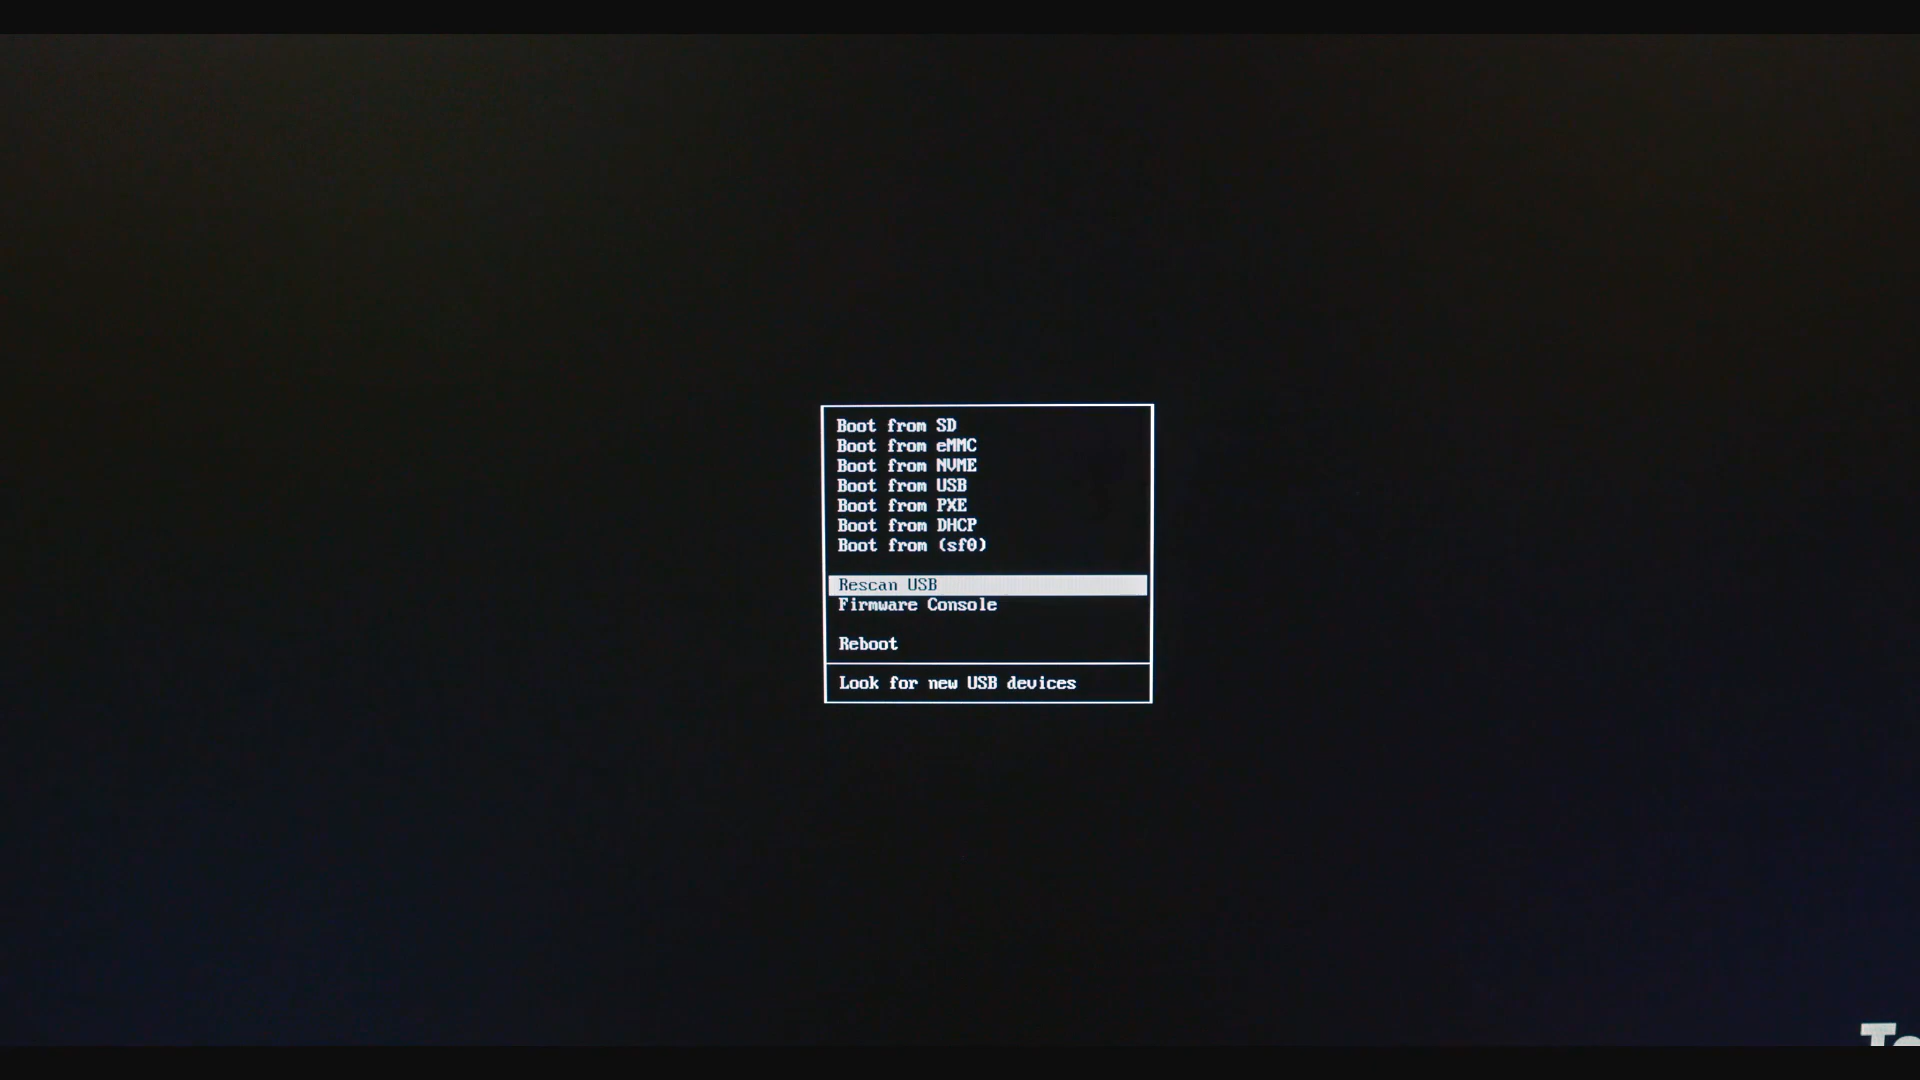 Boot from SD
Boot from eMMC
Boot from NVME
Boot from USB
Boot from PXE
Boot from DHCP
Boot from (sf0)
Rescan USB
Firmware Console
Reboot
Look for new USB devices